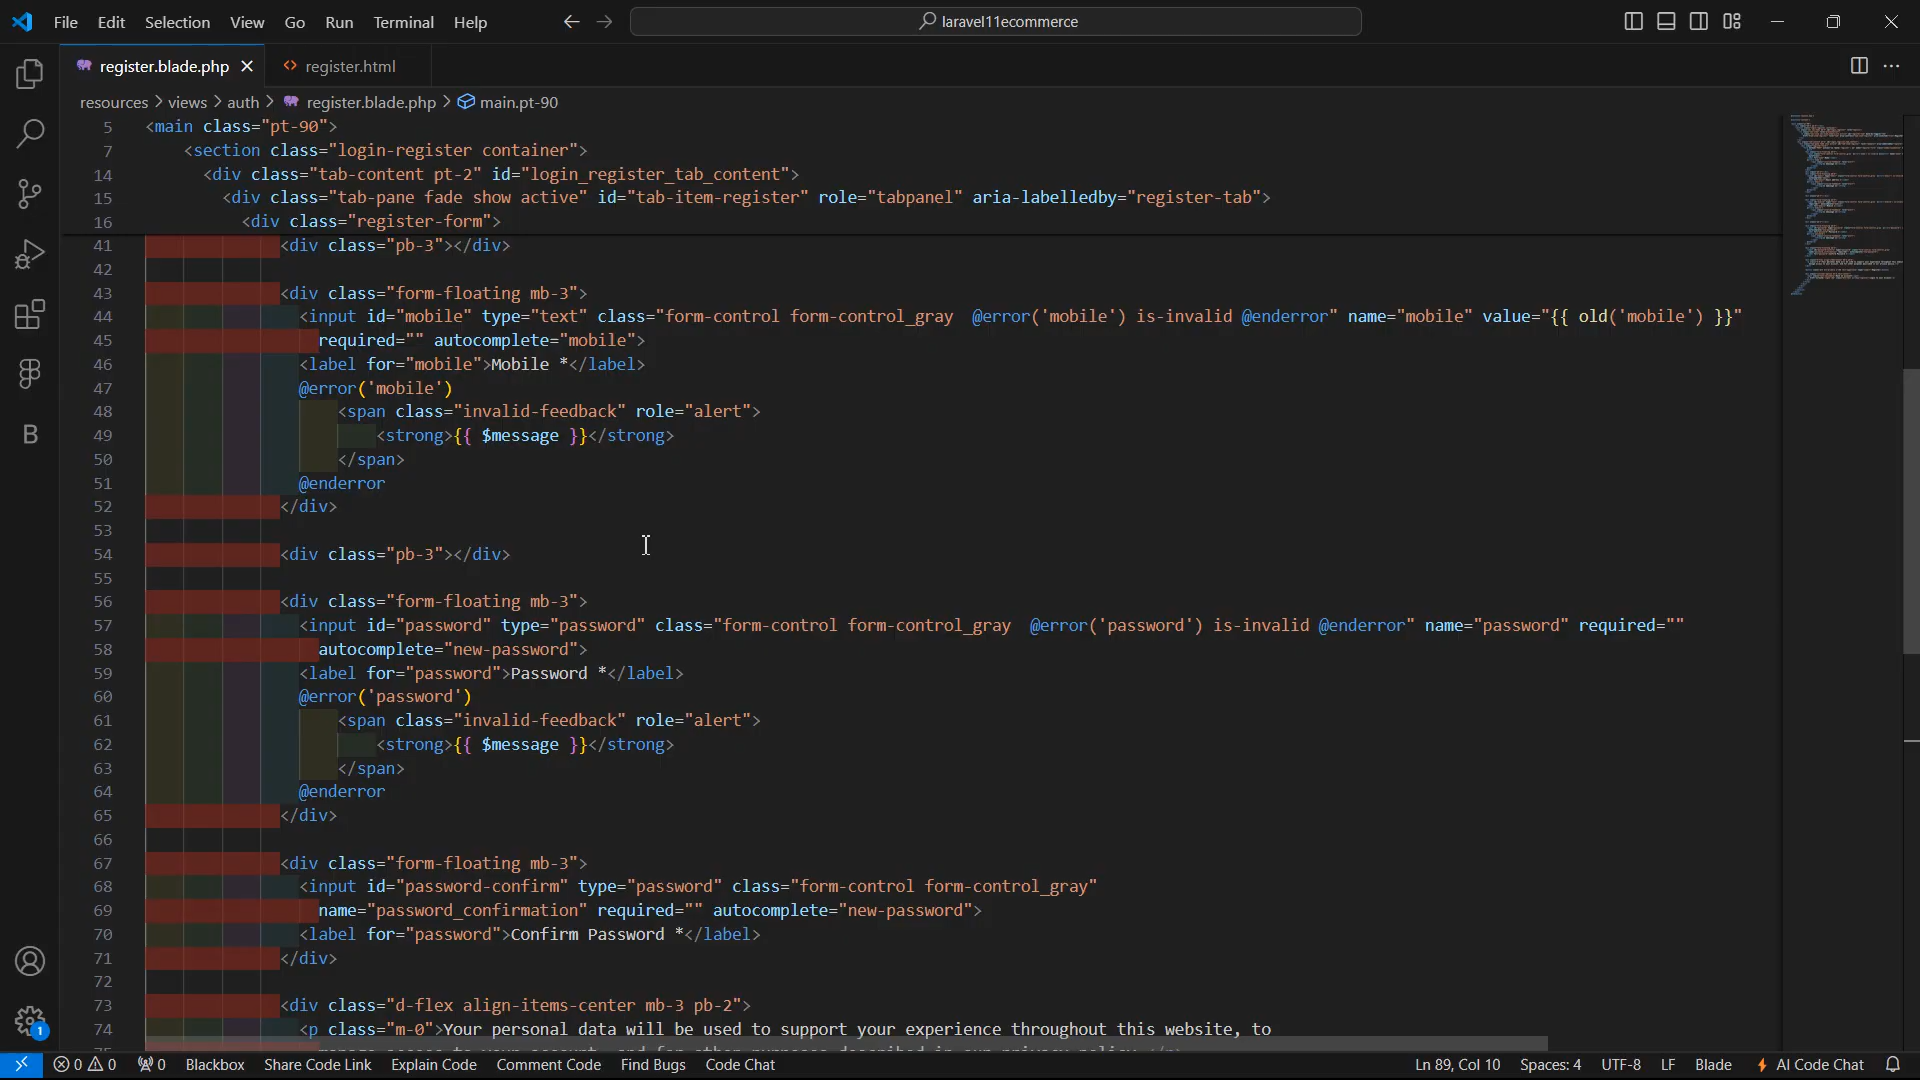 File Edit Selection View Go Run Terminal Help
laravel11ecommerce
register.blade.php
register.html
resources > views > auth > register.blade.php > main.pt-90
5 <main class="pt-90">
7 <section class="login-register container">
14 <div class="tab-content pt-2" id="login_register_tab_content">
15 <div class="tab-pane fade show active" id="tab-item-register" role="tabpanel" aria-labelledby="register-tab">
16 <div class="register-form">
41 <div class="pb-3"></div>
42
43 <div class="form-floating mb-3">
44 <input id="mobile" type="text" class="form-control form-control_gray  @error('mobile') is-invalid @enderror" name="mobile" value="{{ old('mobile') }}"
45 required="" autocomplete="mobile">
46 <label for="mobile">Mobile *</label>
47 @error('mobile')
48 <span class="invalid-feedback" role="alert">
49 <strong>{{ $message }}</strong>
50 </span>
51 @enderror
52 </div>
53
54 <div class="pb-3"></div>
55
56 <div class="form-floating mb-3">
57 <input id="password" type="password" class="form-control form-control_gray  @error('password') is-invalid @enderror" name="password" required=""
58 autocomplete="new-password">
59 <label for="password">Password *</label>
60 @error('password')
61 <span class="invalid-feedback" role="alert">
62 <strong>{{ $message }}</strong>
63 </span>
64 @enderror
65 </div>
66
67 <div class="form-floating mb-3">
68 <input id="password-confirm" type="password" class="form-control form-control_gray"
69 name="password_confirmation" required="" autocomplete="new-password">
70 <label for="password">Confirm Password *</label>
71 </div>
72
73 <div class="d-flex align-items-center mb-3 pb-2">
74 <p class="m-0">Your personal data will be used to support your experience throughout this website, to
B
1
0 0 0 Blackbox Share Code Link Explain Code Comment Code Find Bugs Code Chat Ln 89, Col 10 Spaces: 4 UTF-8 LF Blade AI Code Chat